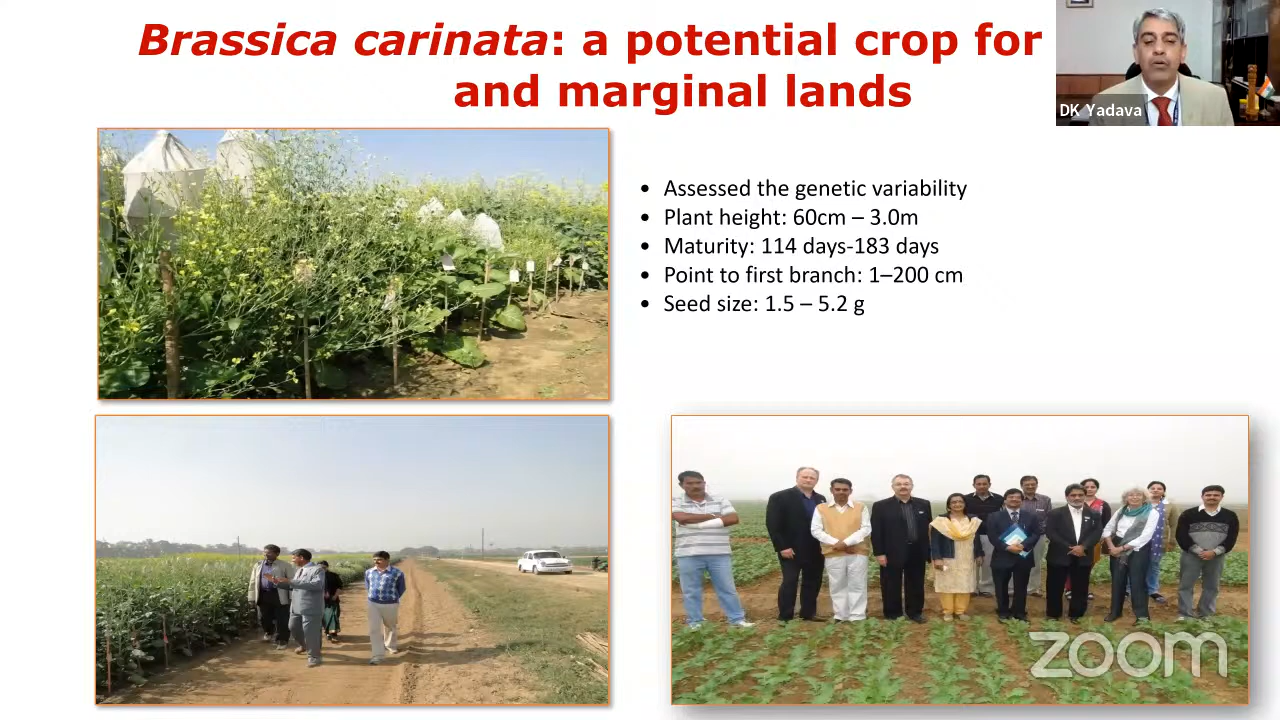 Brassica carinata: a potential crop for
and marginal lands
DK Yadava
• Assessed the genetic variability
• Plant height: 60cm – 3.0m
• Maturity: 114 days-183 days
• Point to first branch: 1–200 cm
• Seed size: 1.5 – 5.2 g
zoom